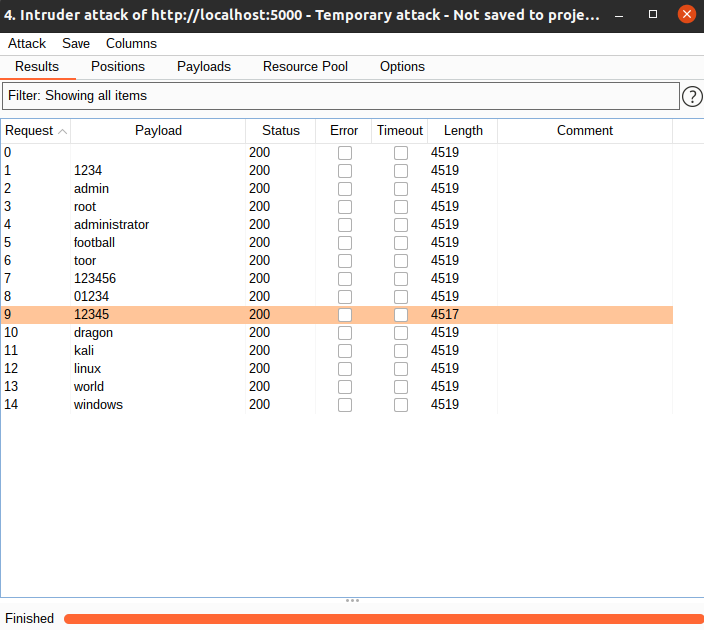 4. Intruder attack of http://localhost:5000 - Temporary attack - Not saved to proje...
Attack Save Columns
Results Positions Payloads Resource Pool Options
Filter: Showing all items ?
Request Payload Status Error Timeout Length Comment
0 200 4519
1 1234 200 4519
2 admin 200 4519
3 root 200 4519
4 administrator 200 4519
5 football 200 4519
6 toor 200 4519
7 123456 200 4519
8 01234 200 4519
9 12345 200 4517
10 dragon 200 4519
11 kali 200 4519
12 linux 200 4519
13 world 200 4519
14 windows 200 4519
Finished